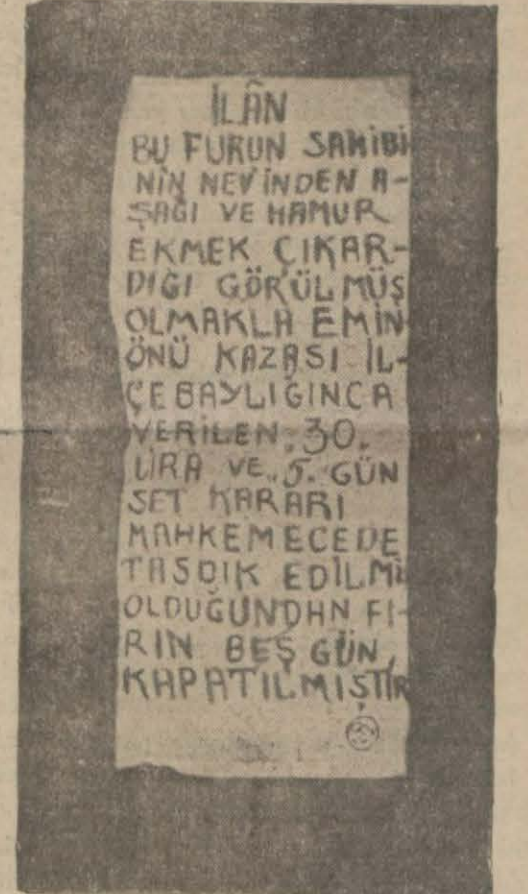 İLÂN
BU FURUN SAHİBİ
NİN NEV'İNDEN A-
ŞAĞI VE HAMUR
EKMEK ÇIKAR-
DIĞI GÖRÜLMÜŞ
OLMAKLA EMİN-
ÖNÜ KAZASI İL-
ÇEBAYLIĞINCA
VERİLEN .30.
LİRA VE .5. GÜN
SET KARARI
MAHKEMECEDE
TASDIK EDİLMİ
OLDUĞUNDAN FI-
RIN BEŞ GÜN,
KAPATILMIŞTIR